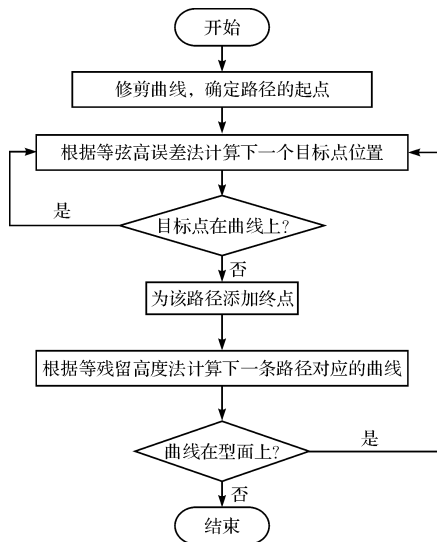 开始
修剪曲线，确定路径的起点
根据等弦高误差法计算下一个目标点位置
是
目标点在曲线上?
否
为该路径添加终点
根据等残留高度法计算下一条路径对应的曲线
是
曲线在型面上?
否
结束